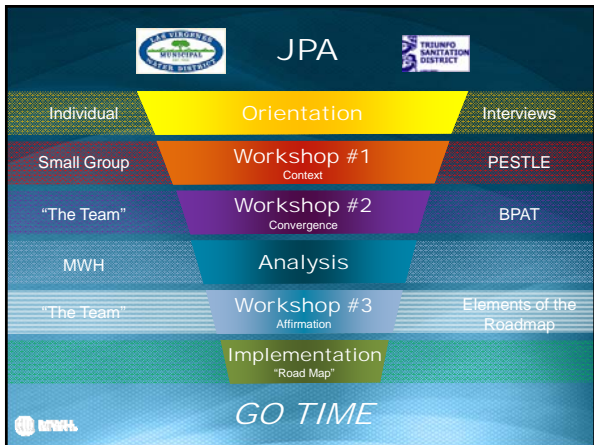 LAS VIRGENES
MUNICIPAL
WATER DISTRICT
JPA
TRIUNFO
SANITATION
DISTRICT
Individual
Orientation
Interviews
Small Group
Workshop #1
Context
PESTLE
"The Team"
Workshop #2
Convergence
BPAT
MWH
Analysis
"The Team"
Workshop #3
Affirmation
Elements of the
Roadmap
Implementation
"Road Map"
GO TIME
MWH